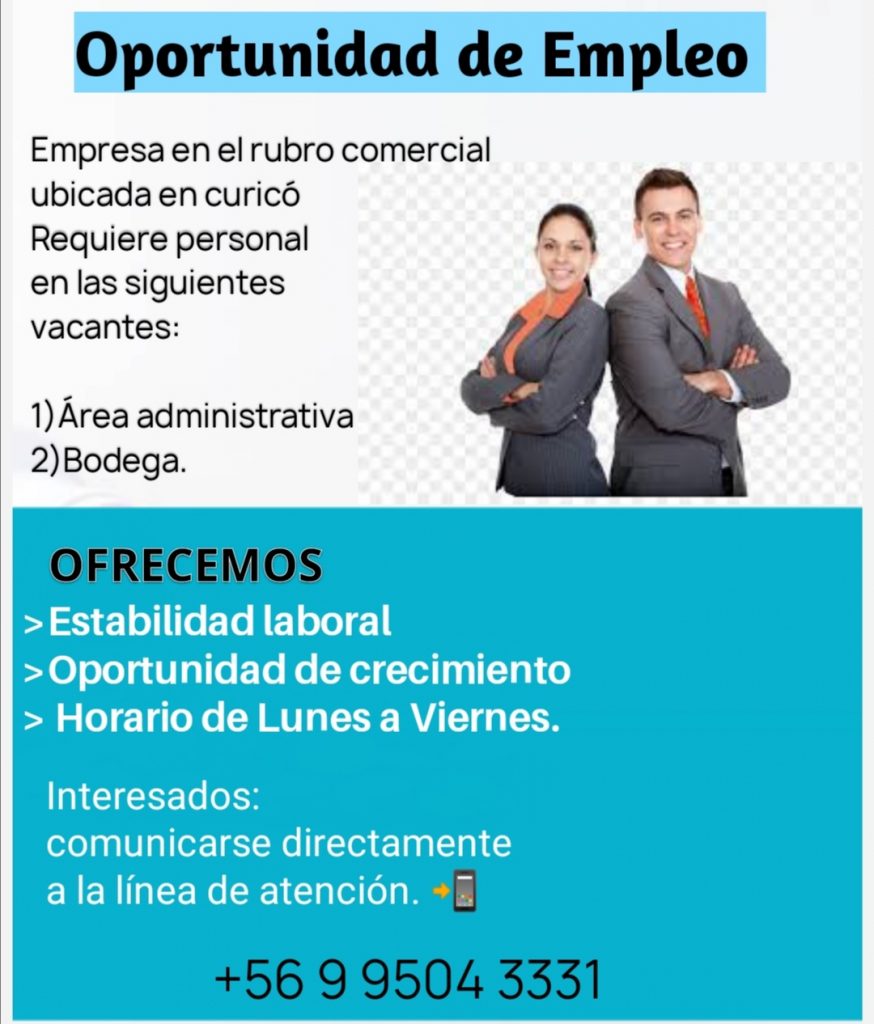 Oportunidad de Empleo
Empresa en el rubro comercial
ubicada en curicó
Requiere personal
en las siguientes
vacantes:
1)Área administrativa
2)Bodega.
OFRECEMOS
>Estabilidad laboral
>Oportunidad de crecimiento
> Horario de Lunes a Viernes.
Interesados:
comunicarse directamente
a la línea de atención. 📲
+56 9 9504 3331